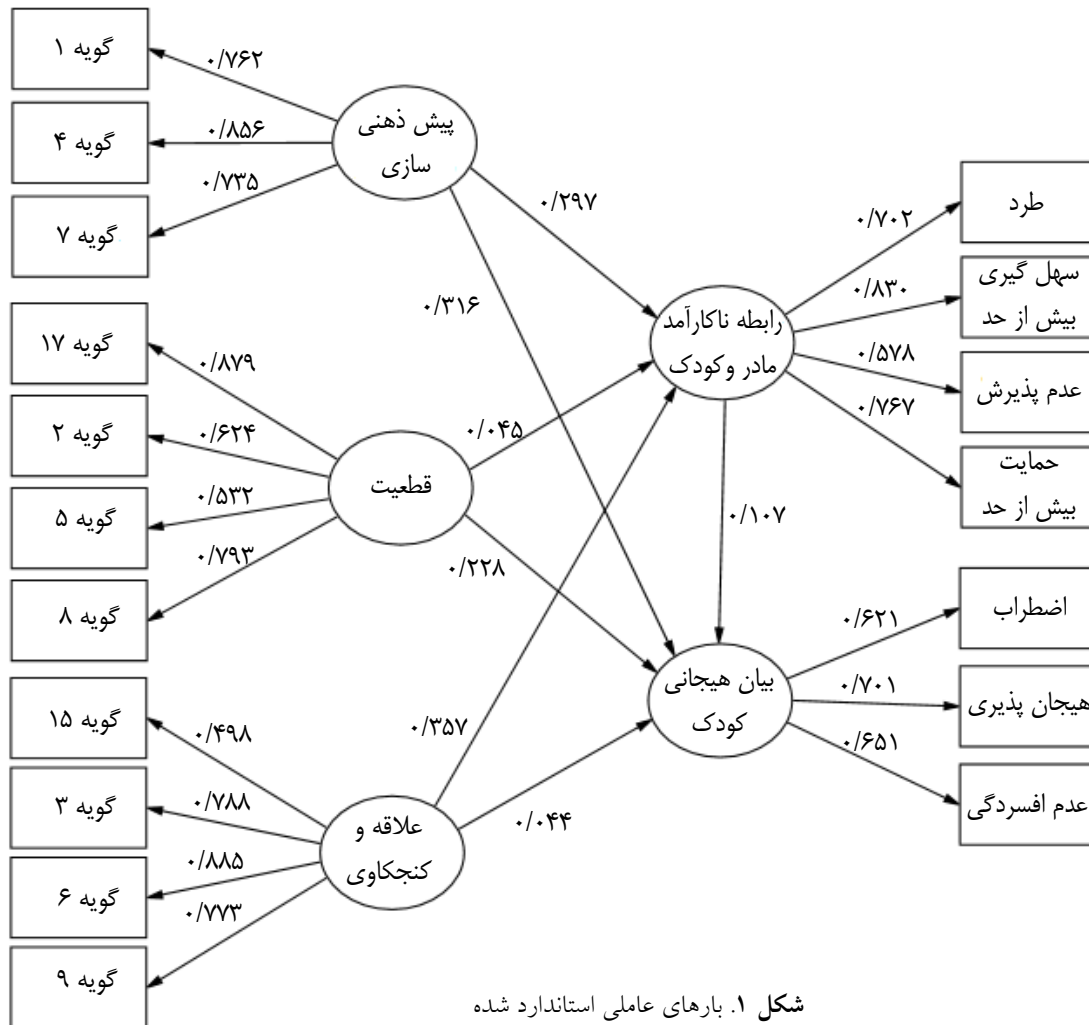 گویه ۱
گویه ۴
گویه ۷
۰/۷۶۲
۰/۸۵۶
۰/۷۳۵
پیش ذهنی
سازی
۰/۲۹۷
۰/۳۱۶
گویه ۱۷
گویه ۲
گویه ۵
گویه ۸
۰/۸۷۹
۰/۶۲۴
۰/۵۳۲
۰/۷۹۳
قطعیت
۰/۰۴۵
۰/۲۲۸
گویه ۱۵
گویه ۳
گویه ۶
گویه ۹
۰/۴۹۸
۰/۷۸۸
۰/۸۸۵
۰/۷۷۳
علاقه و
کنجکاوی
۰/۳۵۷
۰/۰۴۴
رابطه ناکارآمد
مادر وکودک
۰/۱۰۷
۰/۷۰۲
۰/۸۳۰
۰/۵۷۸
۰/۷۶۷
طرد
سهل گیری
بیش از حد
عدم پذیرش
حمایت
بیش از حد
بیان هیجانی
کودک
۰/۶۲۱
۰/۷۰۱
۰/۶۵۱
اضطراب
هیجان پذیری
عدم افسردگی
شکل ۱. بارهای عاملی استاندارد شده